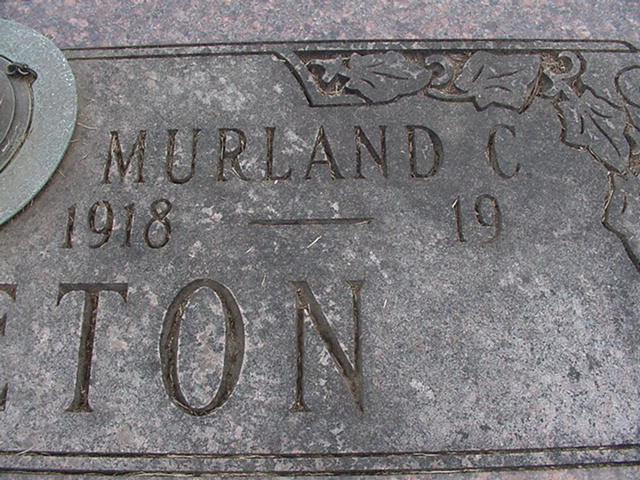 MURLAND C.
1918 — 19
ETON